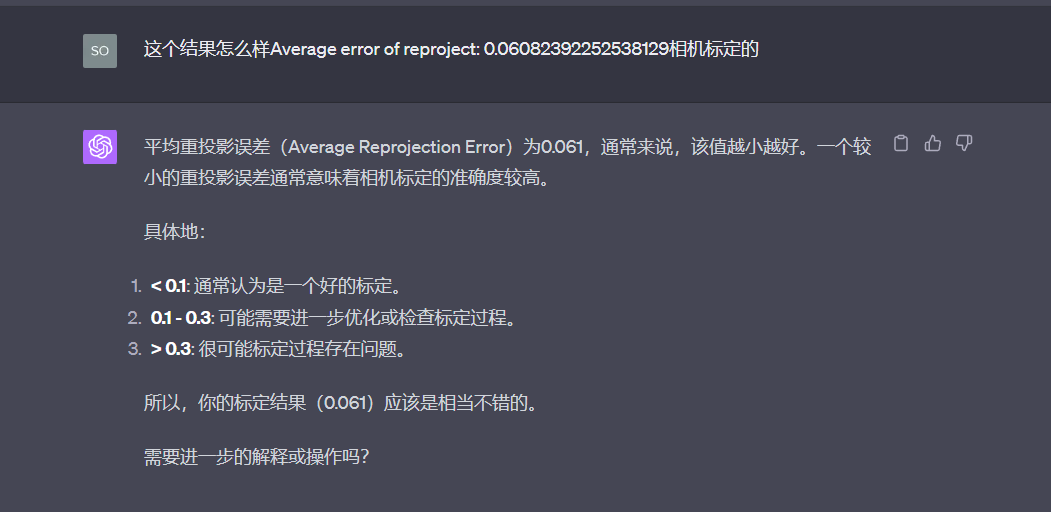 SO
这个结果怎么样Average error of reproject: 0.06082392252538129相机标定的
平均重投影误差（Average Reprojection Error）为0.061，通常来说，该值越小越好。一个较
小的重投影误差通常意味着相机标定的准确度较高。
具体地：
1. < 0.1: 通常认为是一个好的标定。
2. 0.1 - 0.3: 可能需要进一步优化或检查标定过程。
3. > 0.3: 很可能标定过程存在问题。
所以，你的标定结果（0.061）应该是相当不错的。
需要进一步的解释或操作吗？